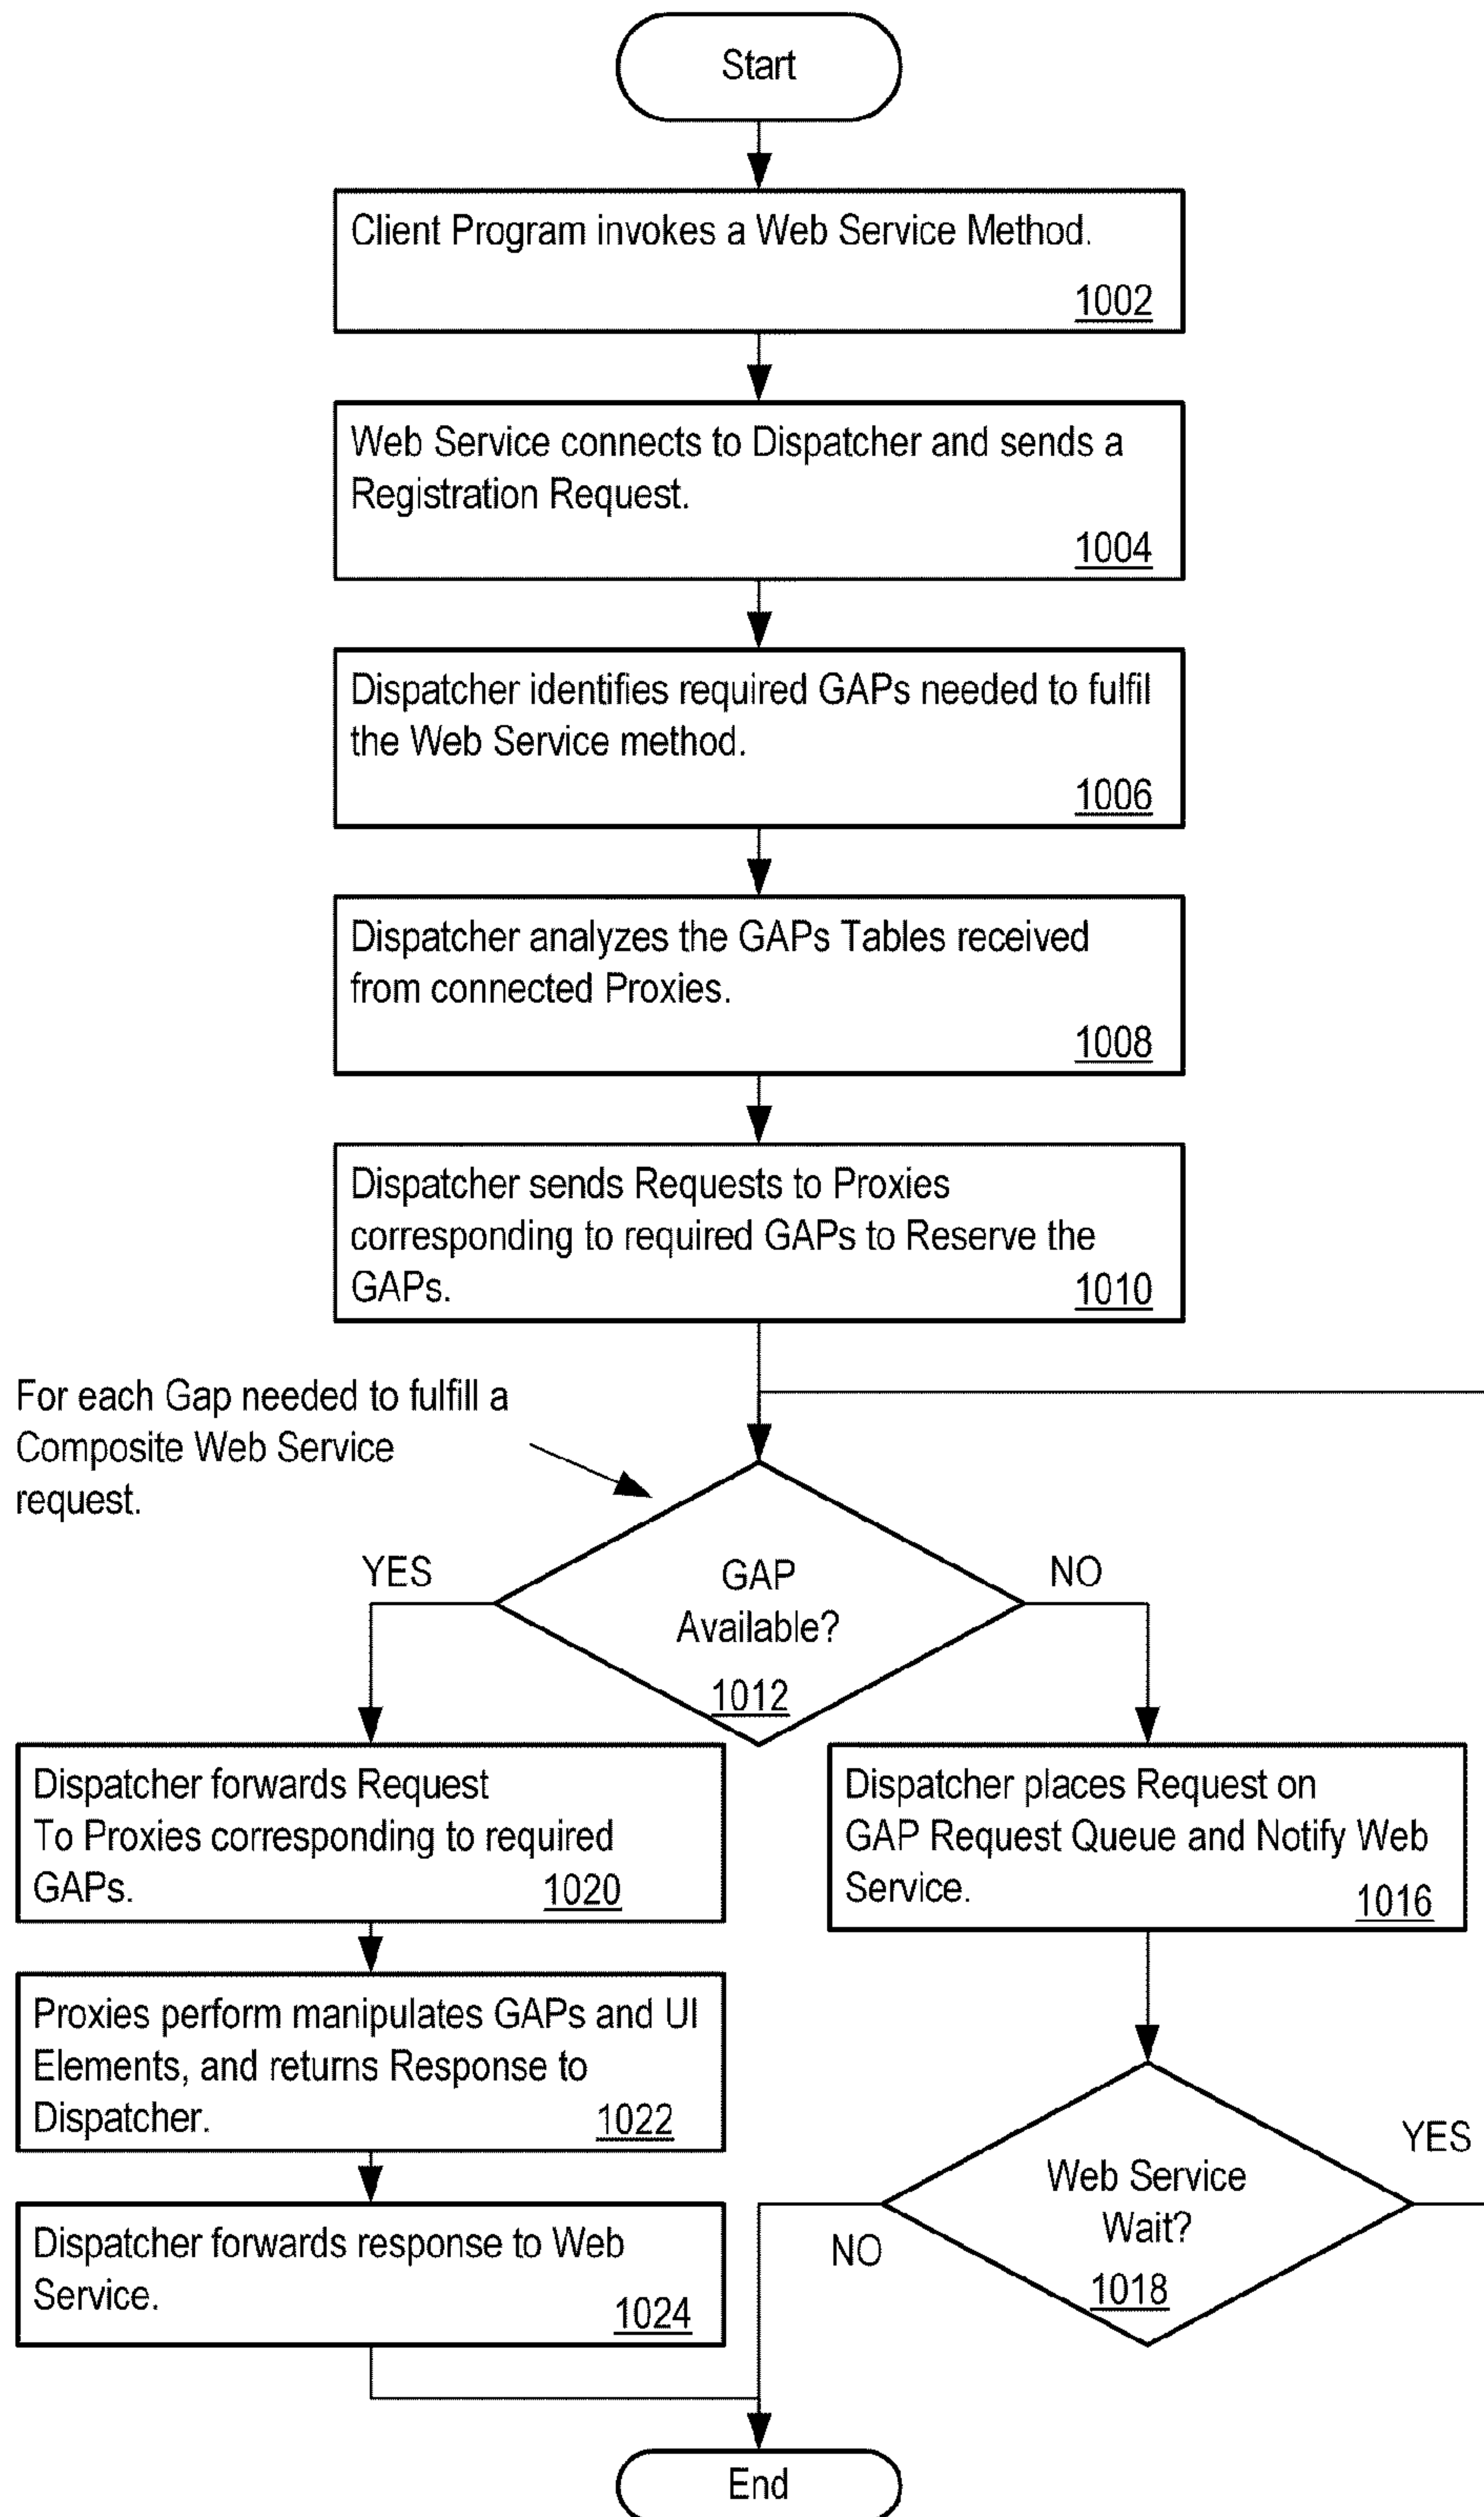 Start
Client Program invokes a Web Service Method.
1002
Web Service connects to Dispatcher and sends a
Registration Request.
1004
Dispatcher identifies required GAPs needed to fulfil
the Web Service method.
1006
Dispatcher analyzes the GAPs Tables received
from connected Proxies.
1008
Dispatcher sends Requests to Proxies
corresponding to required GAPs to Reserve the
GAPs.
1010
For each Gap needed to fulfill a
Composite Web Service
request.
YES
GAP
Available?
1012
NO
Dispatcher forwards Request
To Proxies corresponding to required
GAPs.
1020
Dispatcher places Request on
GAP Request Queue and Notify Web
Service.
1016
Proxies perform manipulates GAPs and UI
Elements, and returns Response to
Dispatcher.
1022
Web Service
Wait?
1018
YES
NO
Dispatcher forwards response to Web
Service.
1024
End